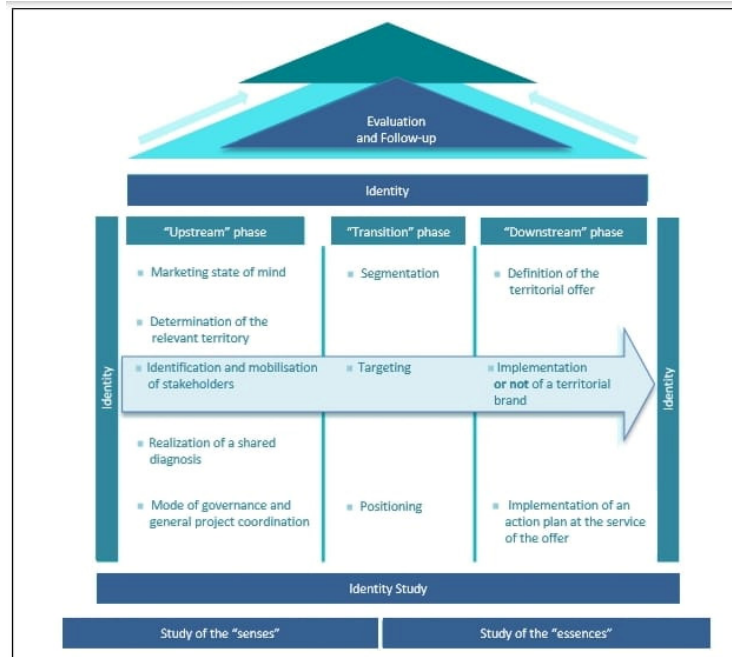 Evaluation
and Follow-up
Identity
Identity
"Upstream" phase
Marketing state of mind
Determination of the
relevant territory
Identification and mobilisation
of stakeholders
Realization of a shared
diagnosis
Mode of governance and
general project coordination
"Transition" phase
Segmentation
Targeting
Positioning
"Downstream" phase
Definition of the
territorial offer
Implementation
or not of a territorial
brand
Implementation of an
action plan at the service
of the offer
Identity
Identity Study
Study of the "senses"
Study of the "essences"